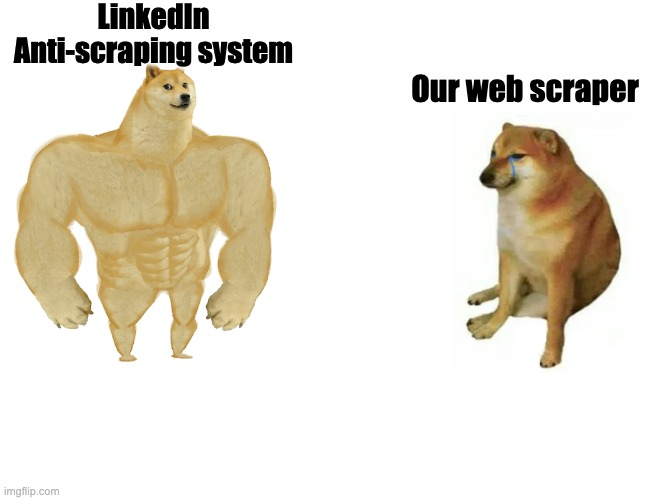 LinkedIn
Anti-scraping system
Our web scraper
imgflip.com